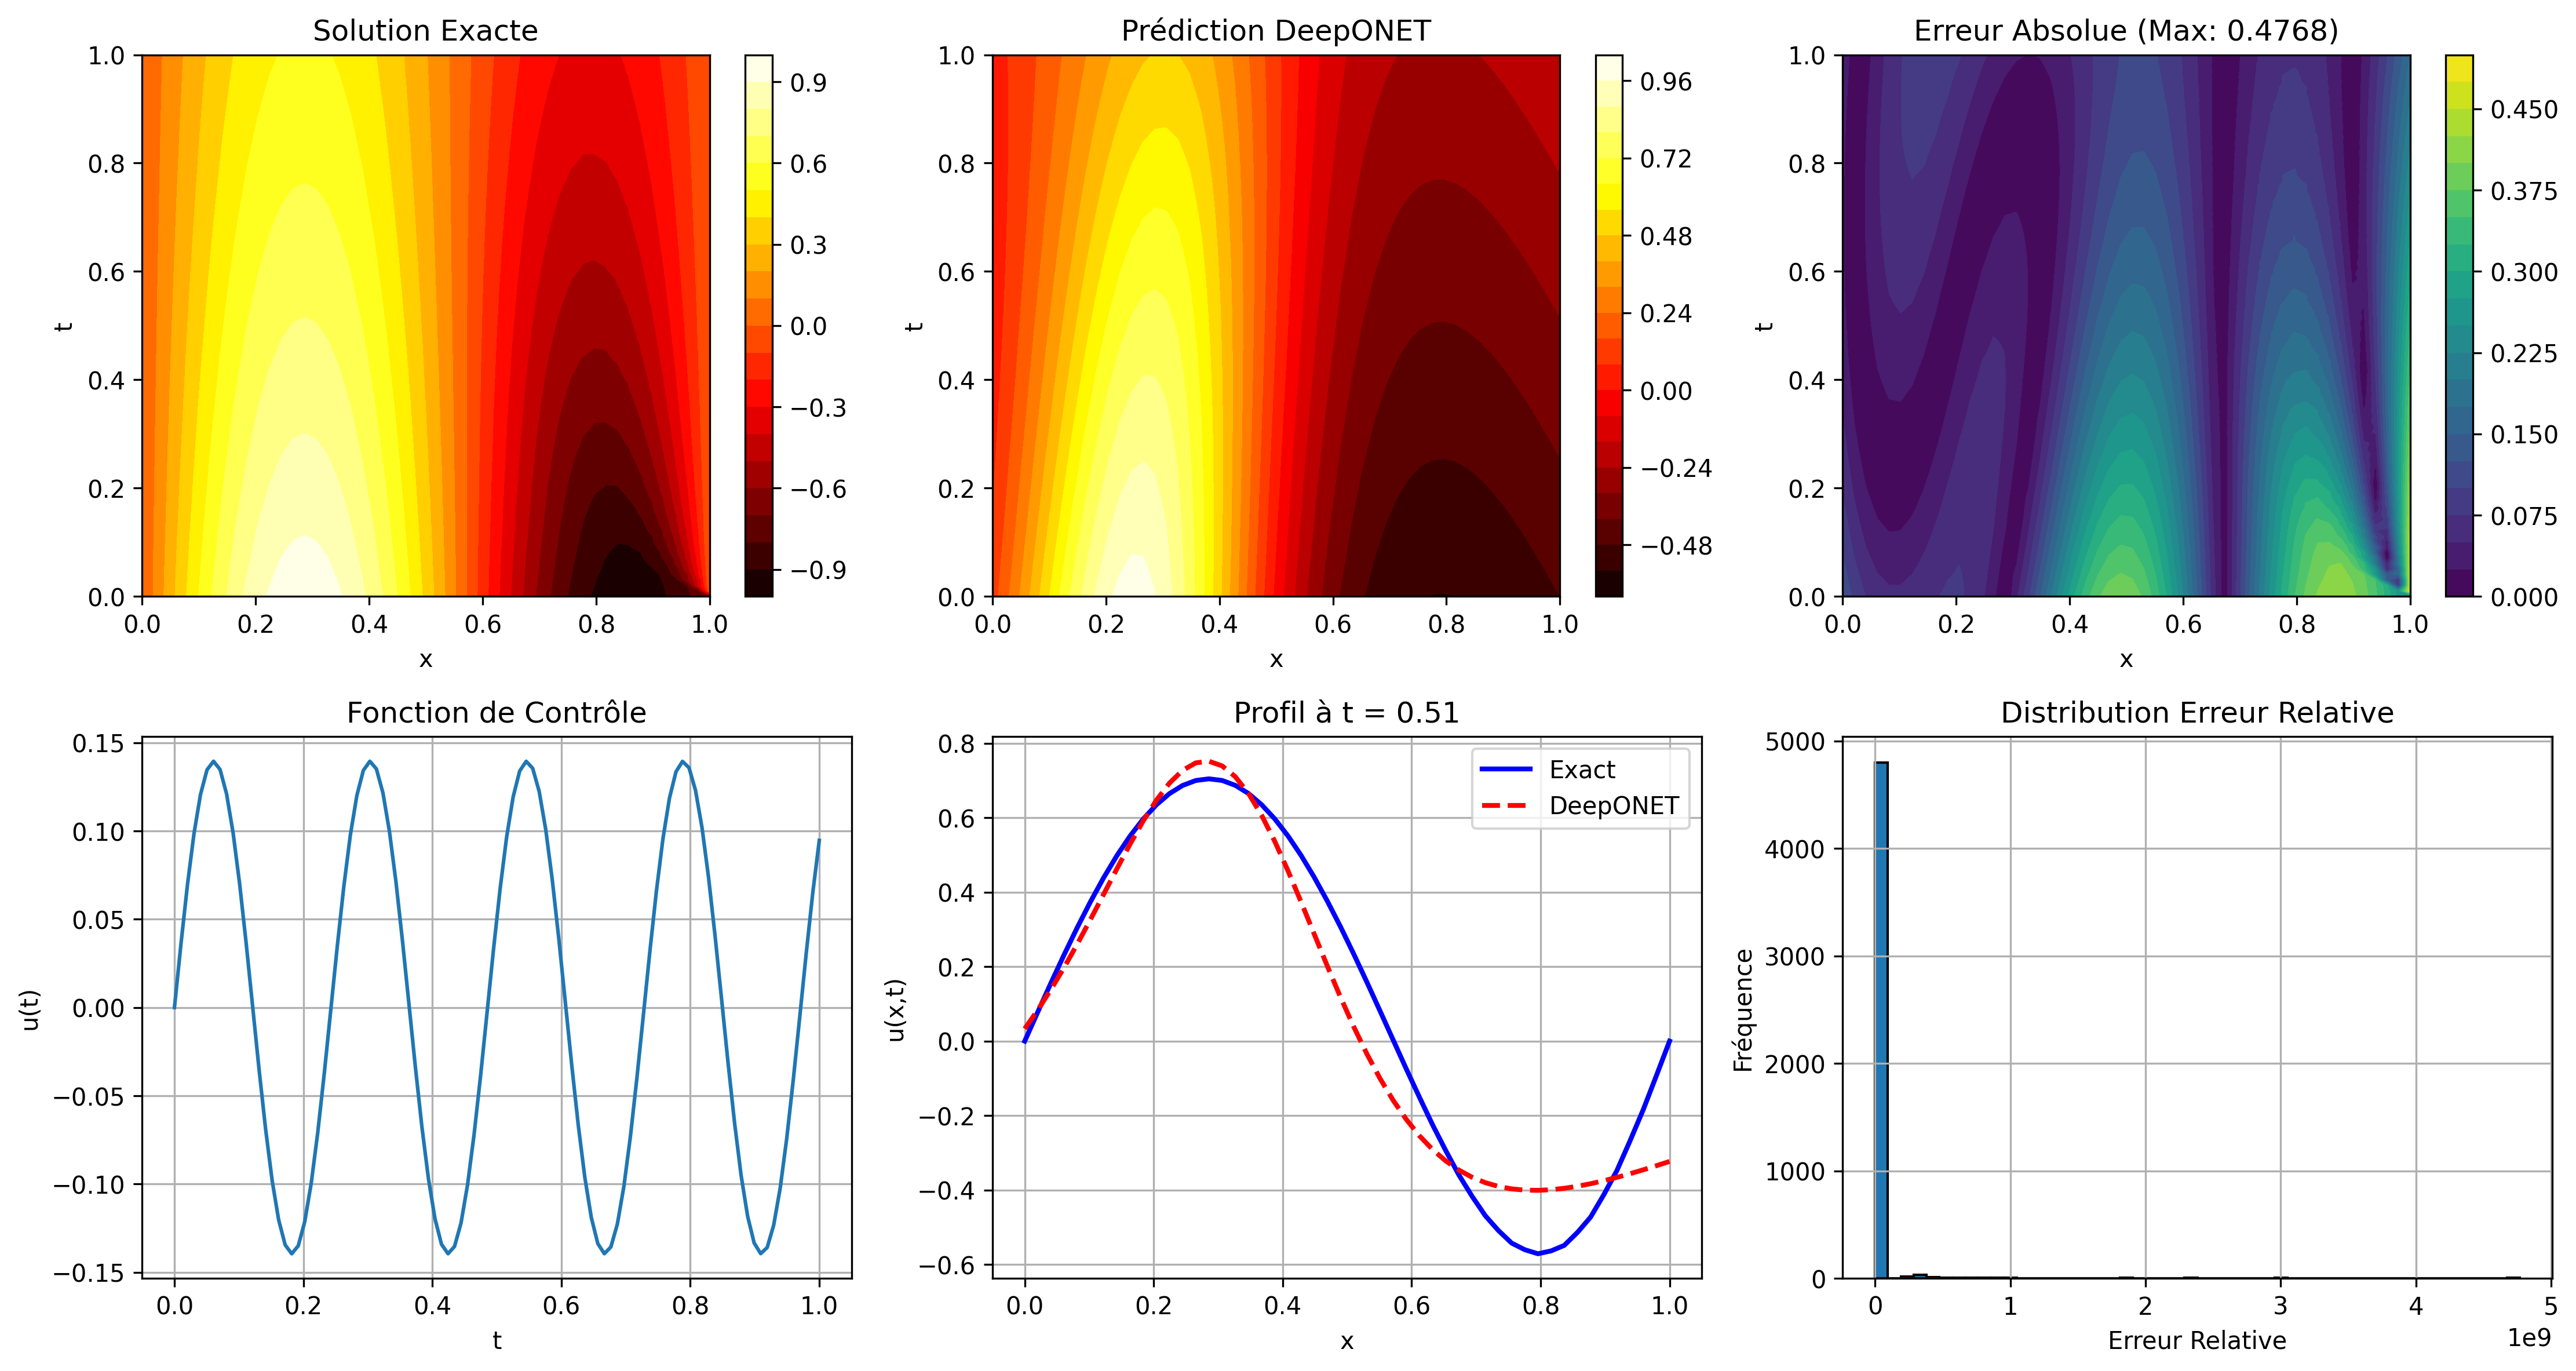 Solution Exacte
1.0
0.8
0.6
0.4
0.2
0.0
t
0.0 0.2 0.4 0.6 0.8 1.0
x
0.9
0.6
0.3
0.0
−0.3
−0.6
−0.9
Prédiction DeepONET
1.0
0.8
0.6
0.4
0.2
0.0
t
0.0 0.2 0.4 0.6 0.8 1.0
x
0.96
0.72
0.48
0.24
0.00
−0.24
−0.48
Erreur Absolue (Max: 0.4768)
1.0
0.8
0.6
0.4
0.2
0.0
t
0.0 0.2 0.4 0.6 0.8 1.0
x
0.450
0.375
0.300
0.225
0.150
0.075
0.000
Fonction de Contrôle
0.15
0.10
0.05
0.00
−0.05
−0.10
−0.15
u(t)
0.0 0.2 0.4 0.6 0.8 1.0
t
Profil à t = 0.51
0.8
0.6
0.4
0.2
0.0
−0.2
−0.4
−0.6
u(x,t)
Exact
DeepONET
0.0 0.2 0.4 0.6 0.8 1.0
x
Distribution Erreur Relative
5000
4000
3000
2000
1000
0
Fréquence
0 1 2 3 4 5
1e9
Erreur Relative